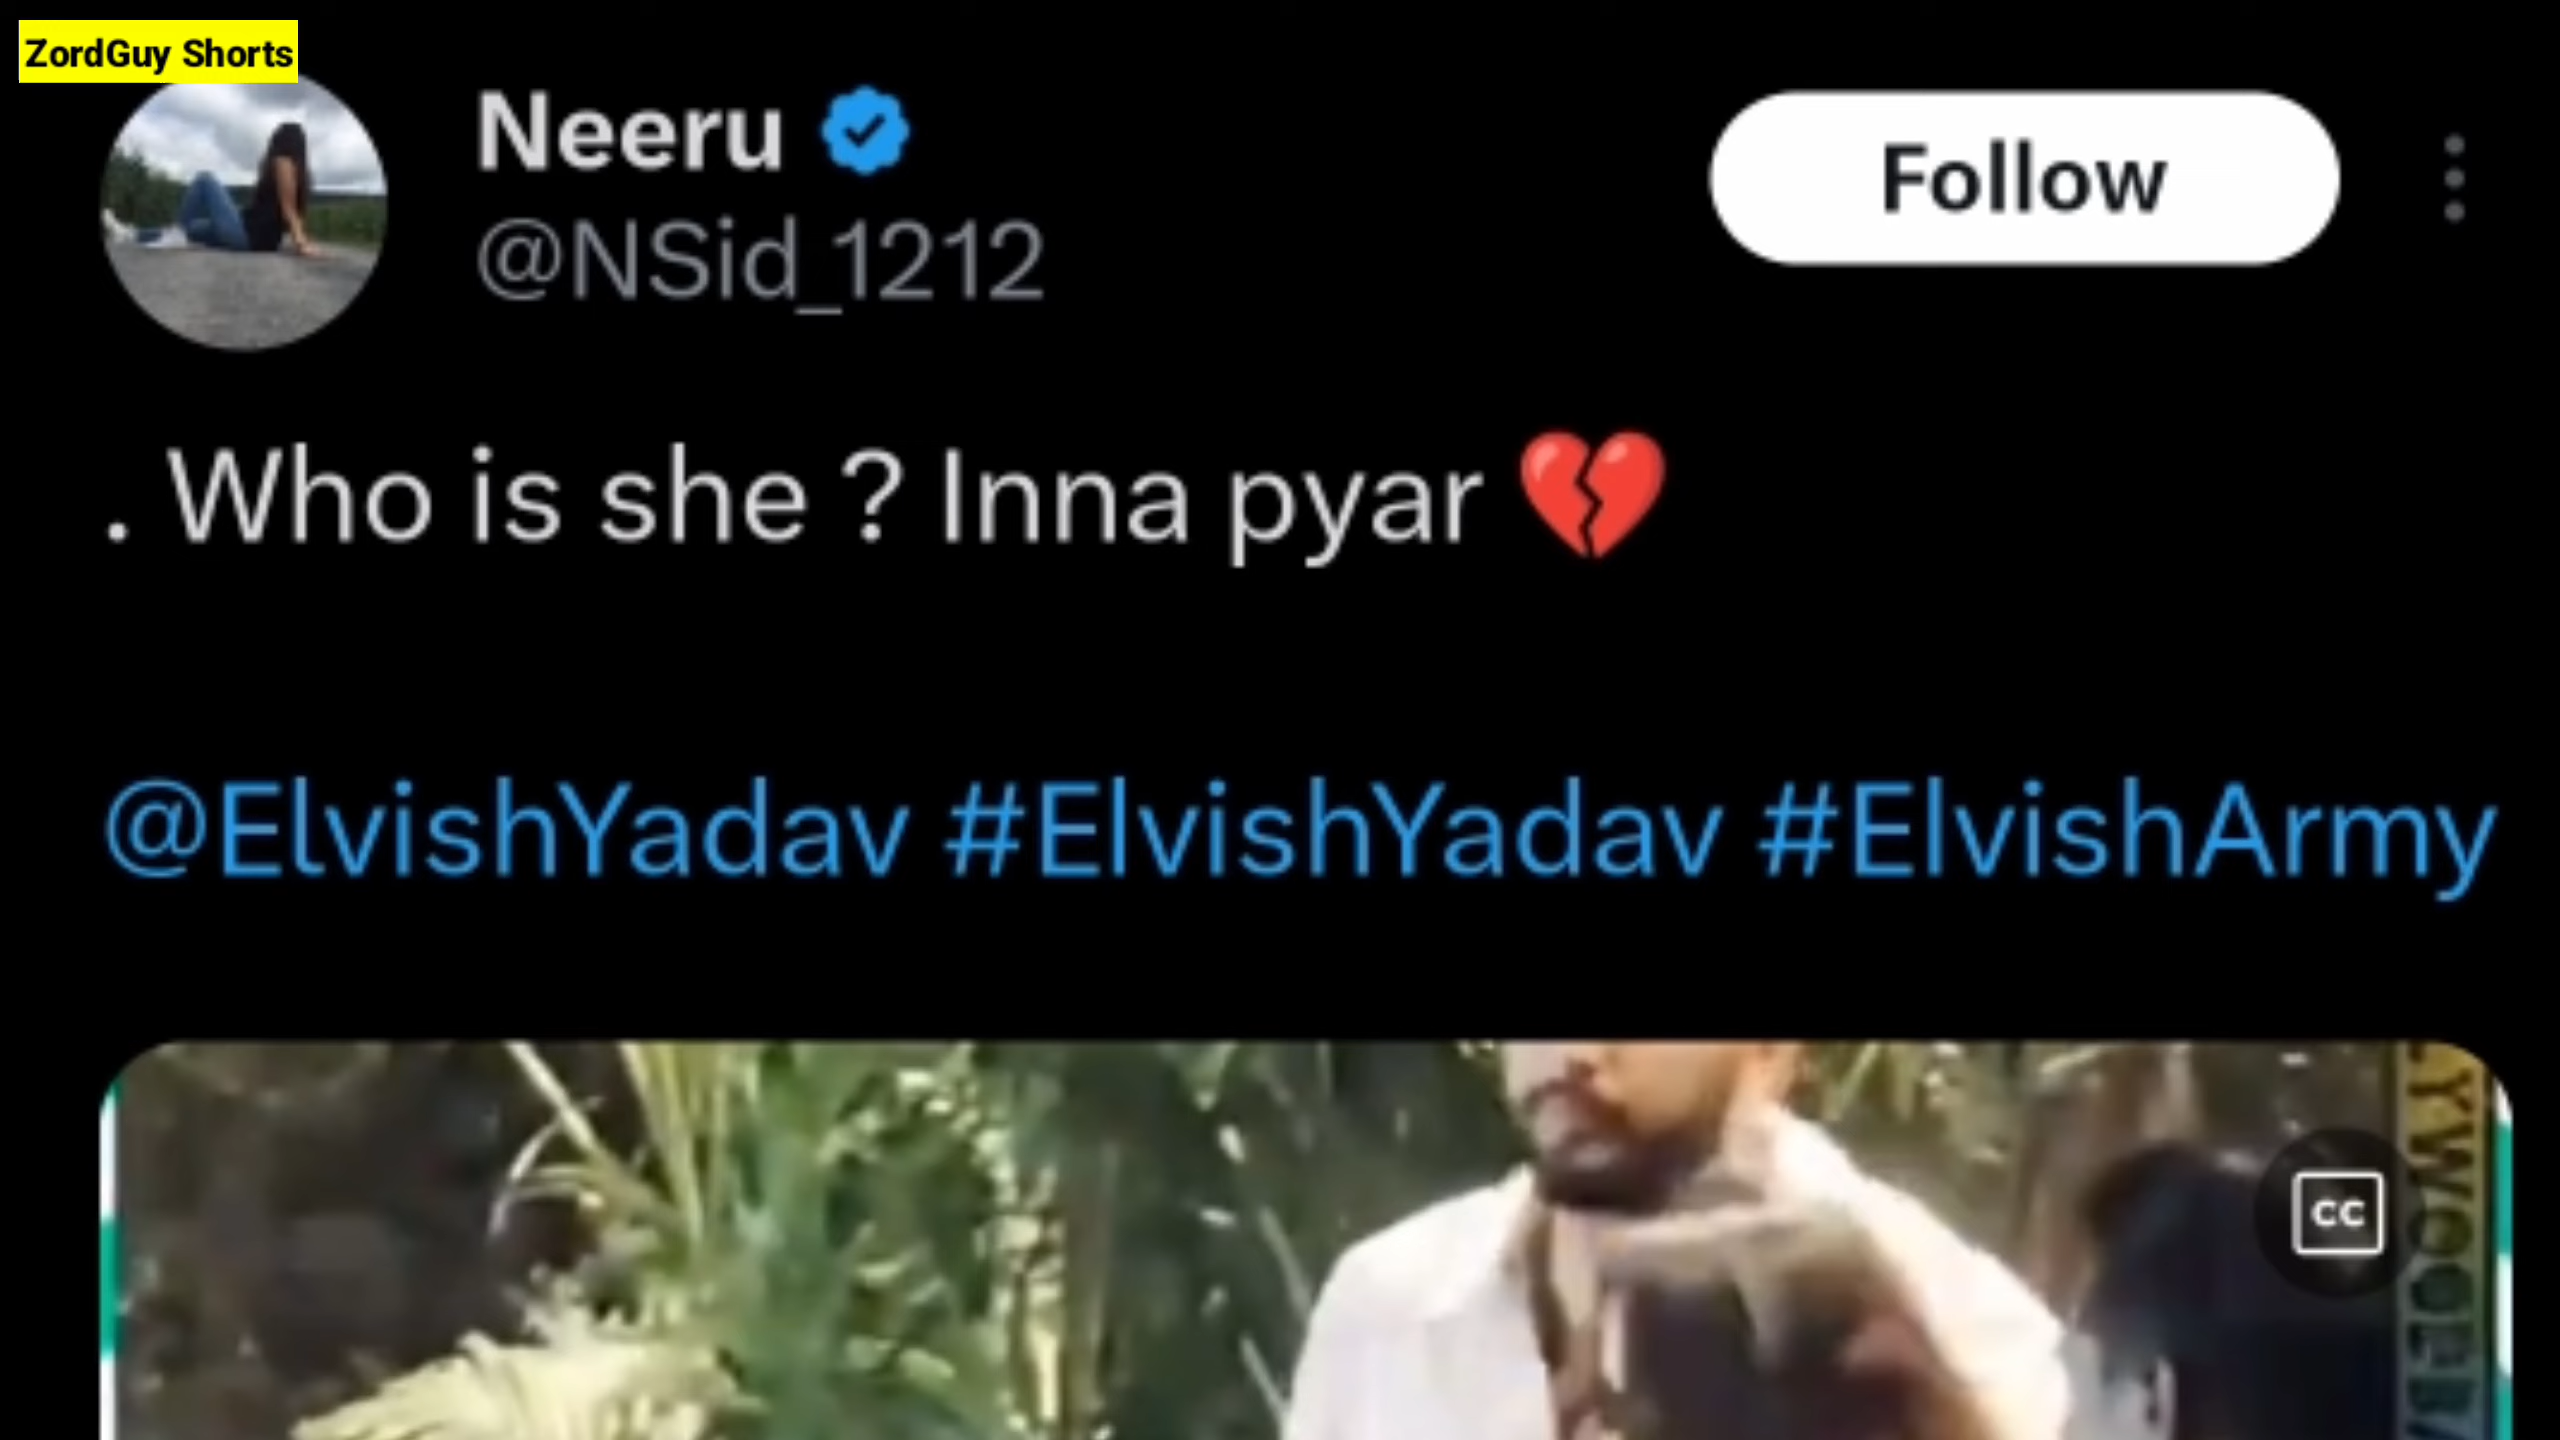 ZordGuy Shorts
Neeru
@NSid_1212
Follow
. Who is she ? Inna pyar 💔
@ElvishYadav #ElvishYadav #ElvishArmy
CC